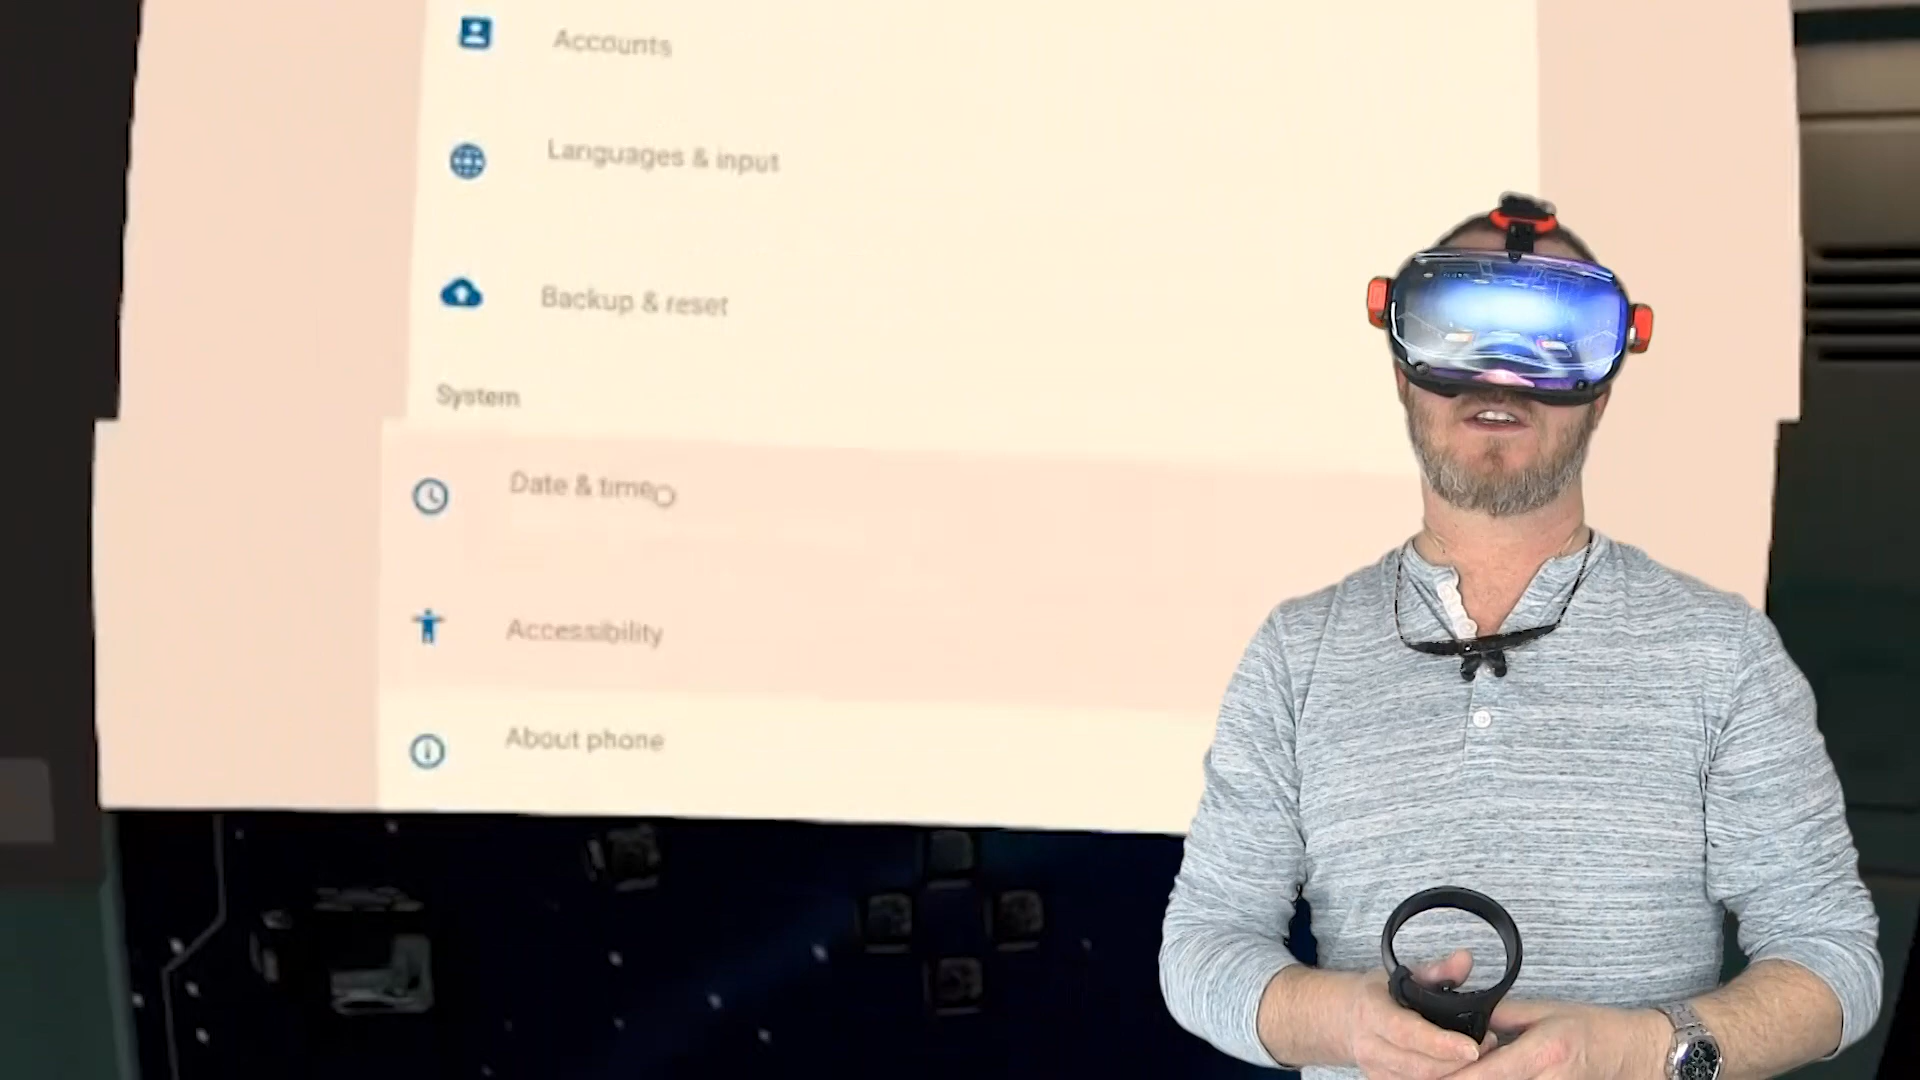 Accounts
Languages & input
Backup & reset
System
Date & time
Accessibility
About phone